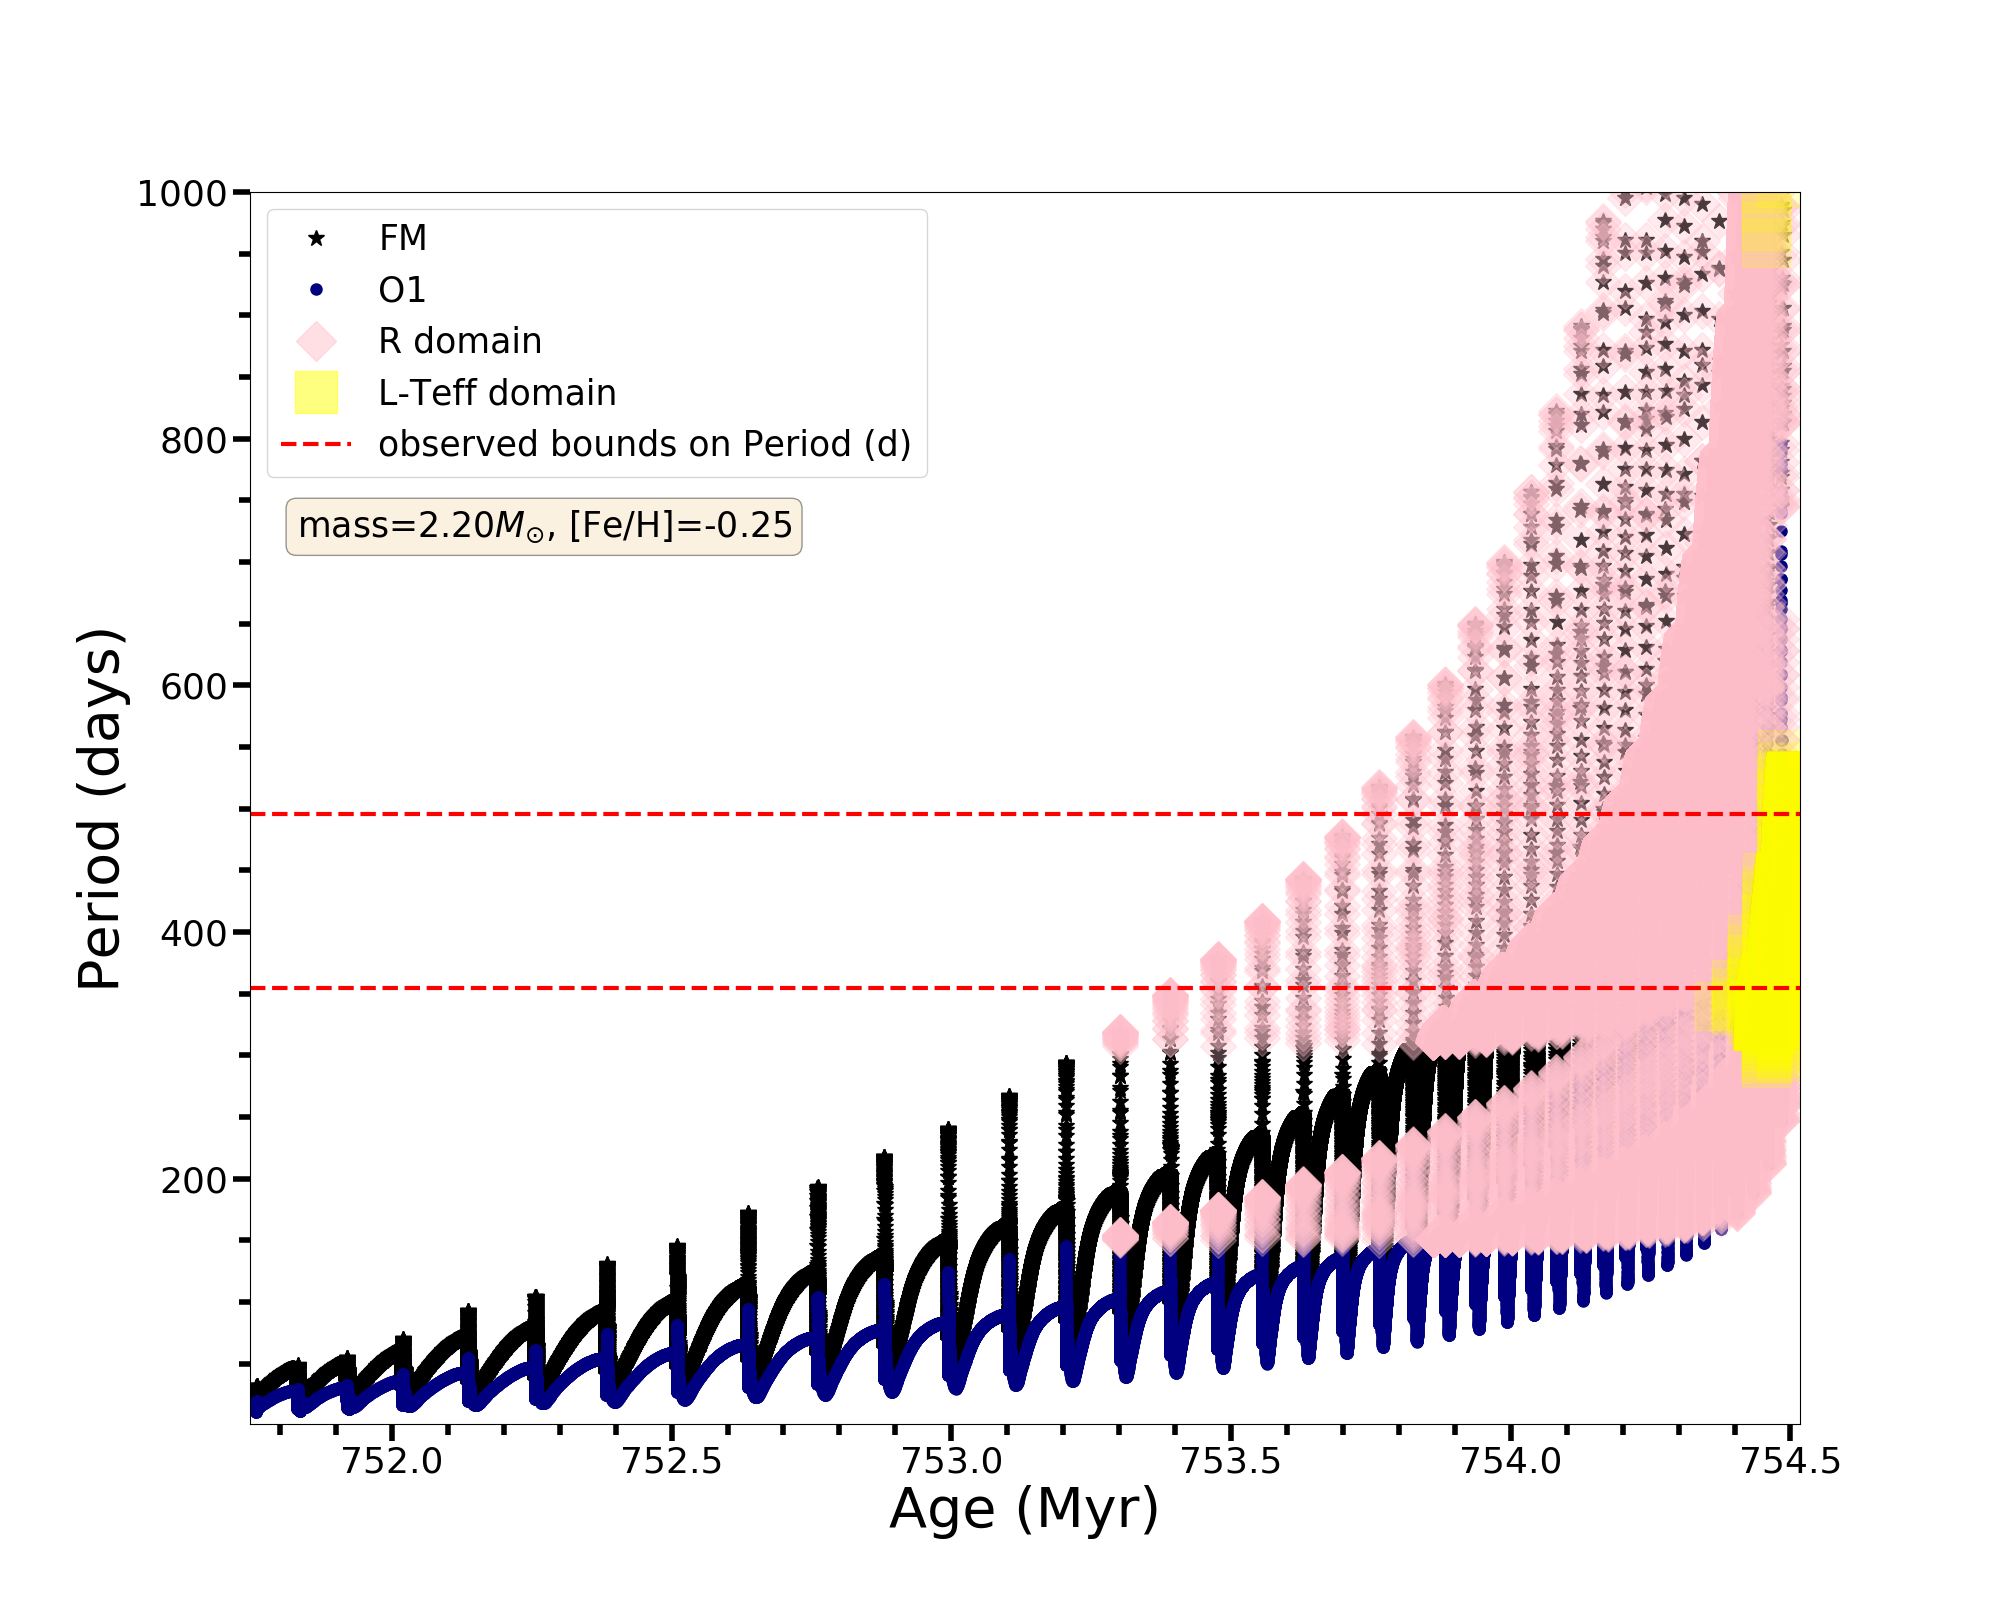 1000
800
600
400
200
Period (days)
FM
O1
R domain
L-Teff domain
observed bounds on Period (d)
mass=2.20M⊙, [Fe/H]=-0.25
752.0 752.5 753.0 753.5 754.0 754.5
Age (Myr)